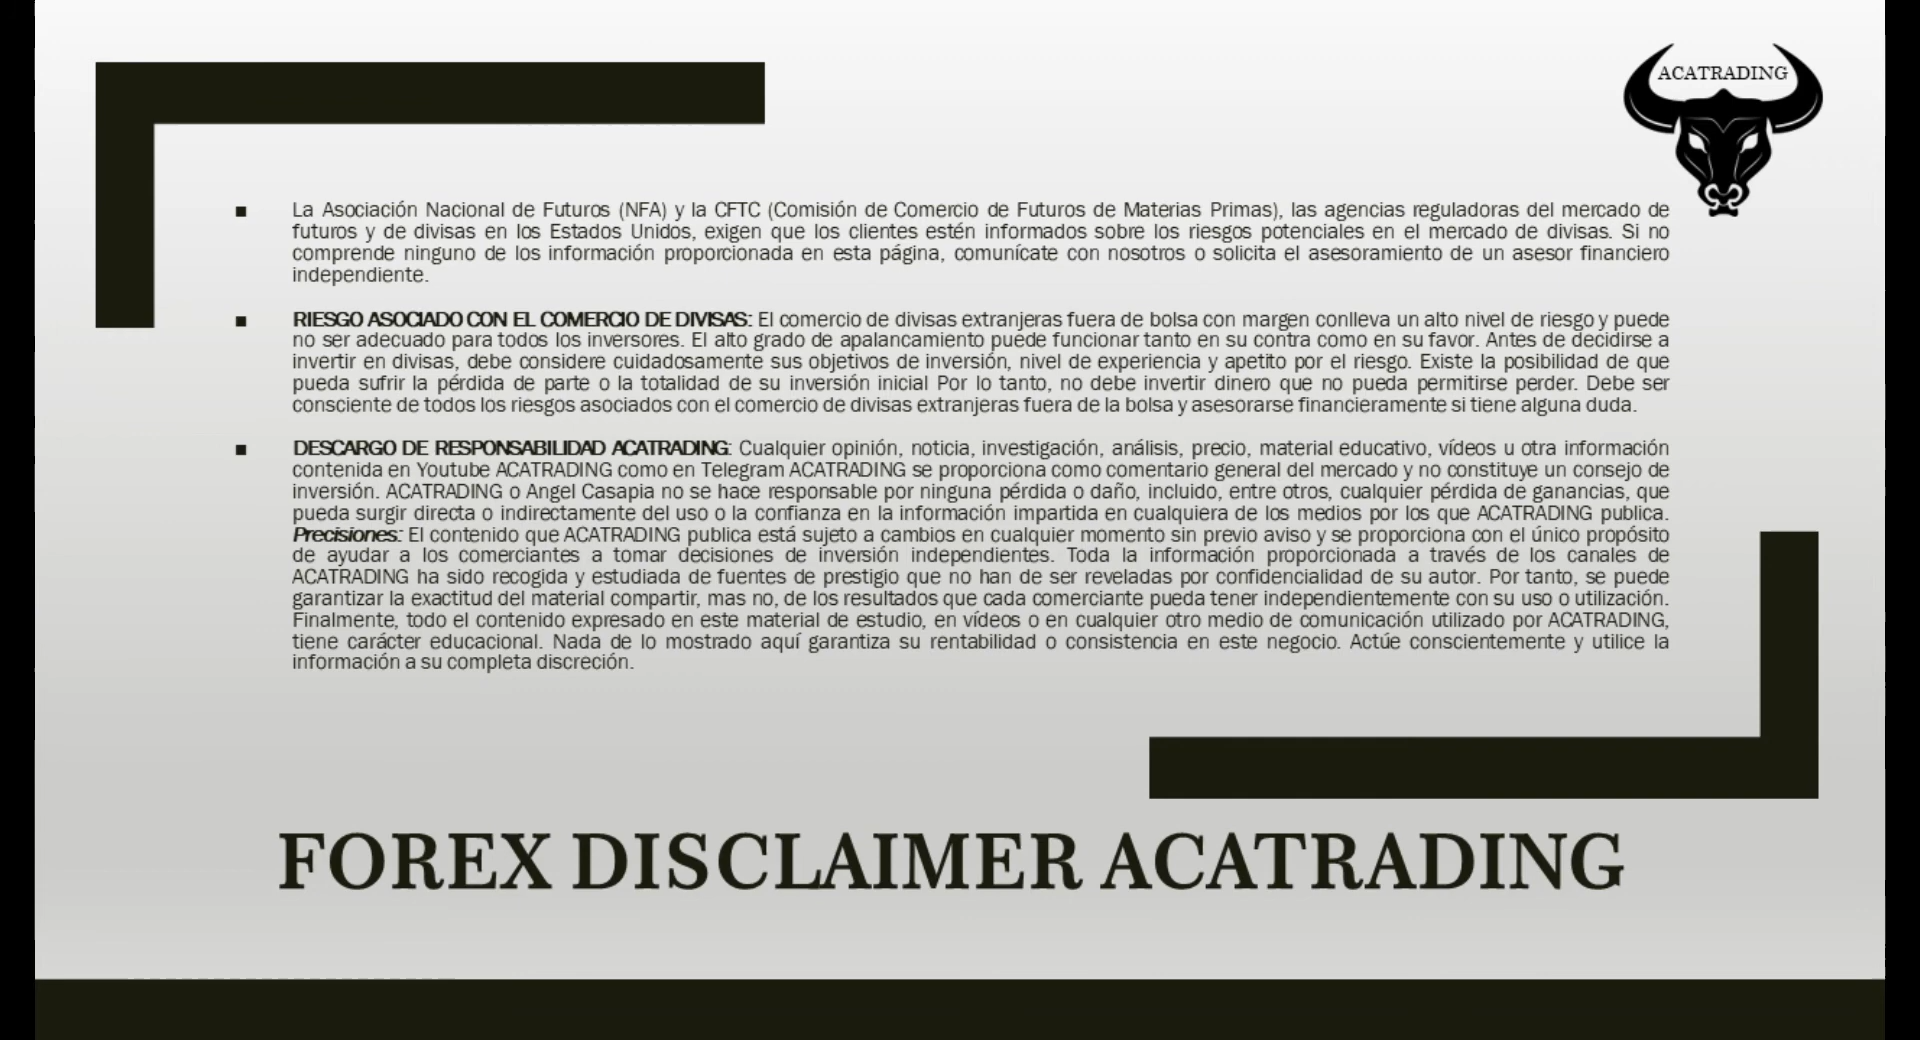 ACATRADING
■ La Asociación Nacional de Futuros (NFA) y la CFTC (Comisión de Comercio de Futuros de Materias Primas), las agencias reguladoras del mercado de
futuros y de divisas en los Estados Unidos, exigen que los clientes estén informados sobre los riesgos potenciales en el mercado de divisas. Si no
comprende ninguno de los información proporcionada en esta página, comunícate con nosotros o solicita el asesoramiento de un asesor financiero
independiente.
■ RIESGO ASOCIADO CON EL COMERCIO DE DIVISAS: El comercio de divisas extranjeras fuera de bolsa con margen conlleva un alto nivel de riesgo y puede
no ser adecuado para todos los inversores. El alto grado de apalancamiento puede funcionar tanto en su contra como en su favor. Antes de decidirse a
invertir en divisas, debe considere cuidadosamente sus objetivos de inversión, nivel de experiencia y apetito por el riesgo. Existe la posibilidad de que
pueda sufrir la pérdida de parte o la totalidad de su inversión inicial Por lo tanto, no debe invertir dinero que no pueda permitirse perder. Debe ser
consciente de todos los riesgos asociados con el comercio de divisas extranjeras fuera de la bolsa y asesorarse financieramente si tiene alguna duda.
■ DESCARGO DE RESPONSABILIDAD ACATRADING: Cualquier opinión, noticia, investigación, análisis, precio, material educativo, vídeos u otra información
contenida en Youtube ACATRADING como en Telegram ACATRADING se proporciona como comentario general del mercado y no constituye un consejo de
inversión. ACATRADING o Angel Casapia no se hace responsable por ninguna pérdida o daño, incluido, entre otros, cualquier pérdida de ganancias, que
pueda surgir directa o indirectamente del uso o la confianza en la información impartida en cualquiera de los medios por los que ACATRADING publica.
Precisiones: El contenido que ACATRADING publica está sujeto a cambios en cualquier momento sin previo aviso y se proporciona con el único propósito
de ayudar a los comerciantes a tomar decisiones de inversión independientes. Toda la información proporcionada a través de los canales de
ACATRADING ha sido recogida y estudiada de fuentes de prestigio que no han de ser reveladas por confidencialidad de su autor. Por tanto, se puede
garantizar la exactitud del material compartir, mas no, de los resultados que cada comerciante pueda tener independientemente con su uso o utilización.
Finalmente, todo el contenido expresado en este material de estudio, en vídeos o en cualquier otro medio de comunicación utilizado por ACATRADING,
tiene carácter educacional. Nada de lo mostrado aquí garantiza su rentabilidad o consistencia en este negocio. Actúe conscientemente y utilice la
información a su completa discreción.
FOREX DISCLAIMER ACATRADING